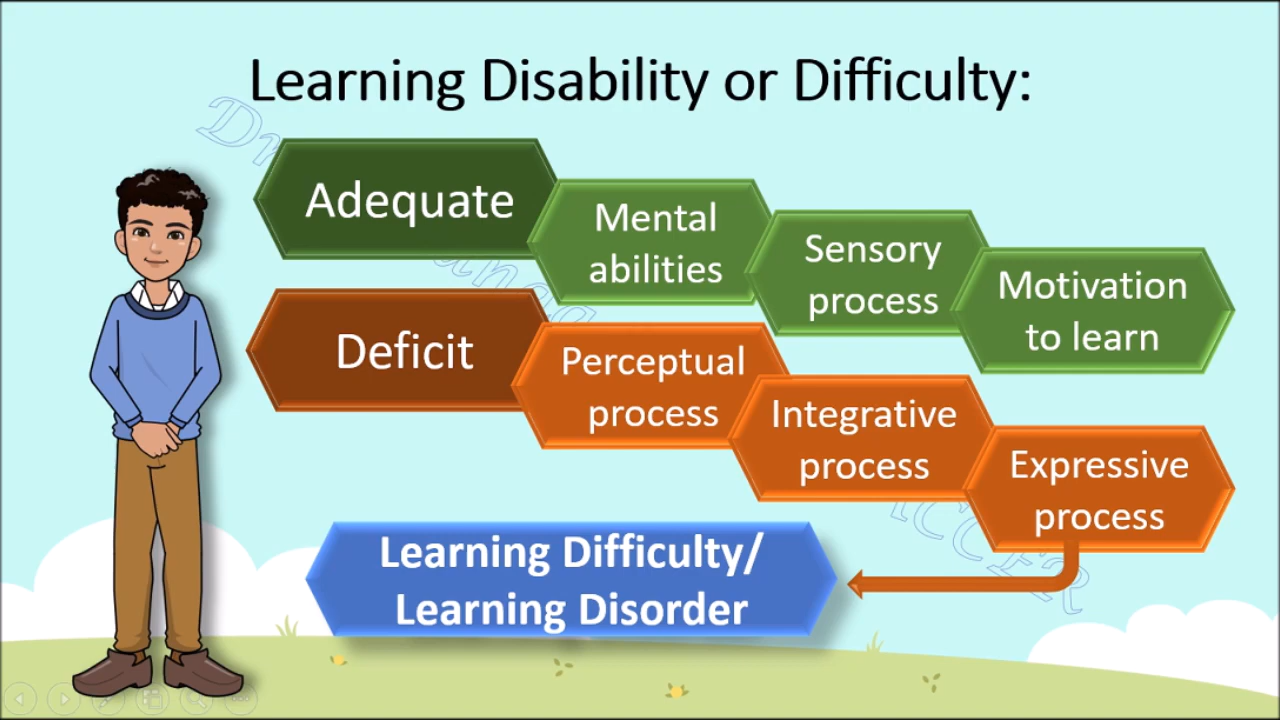 Learning Disability or Difficulty:
Adequate
Mental
abilities
Sensory
process
Motivation
to learn
Deficit
Perceptual
process
Integrative
process
Expressive
process
Learning Difficulty/
Learning Disorder